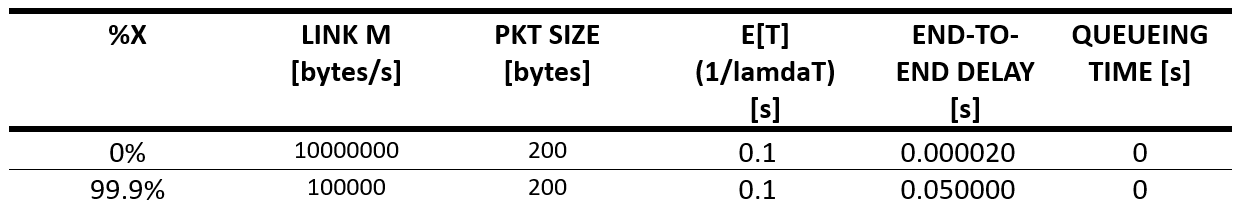 %X LINK M PKT SIZE E[T] END-TO- QUEUEING
[bytes/s] [bytes] (1/lamdaT) END DELAY TIME [s]
[s] [s]
0% 10000000 200 0.1 0.000020 0
99.9% 100000 200 0.1 0.050000 0